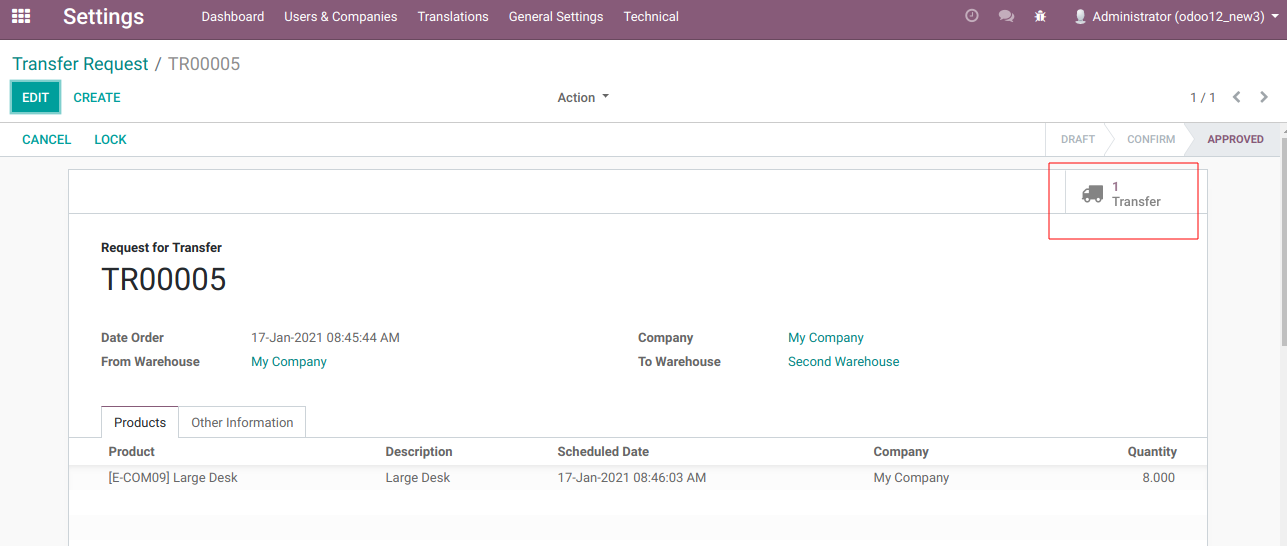 Settings Dashboard Users & Companies Translations General Settings Technical Administrator (odoo12_new3)
Transfer Request / TR00005
EDIT CREATE Action 1 / 1
CANCEL LOCK DRAFT CONFIRM APPROVED
1
Transfer
Request for Transfer
TR00005
Date Order 17-Jan-2021 08:45:44 AM Company My Company
From Warehouse My Company To Warehouse Second Warehouse
Products Other Information
Product Description Scheduled Date Company Quantity
[E-COM09] Large Desk Large Desk 17-Jan-2021 08:46:03 AM My Company 8.000